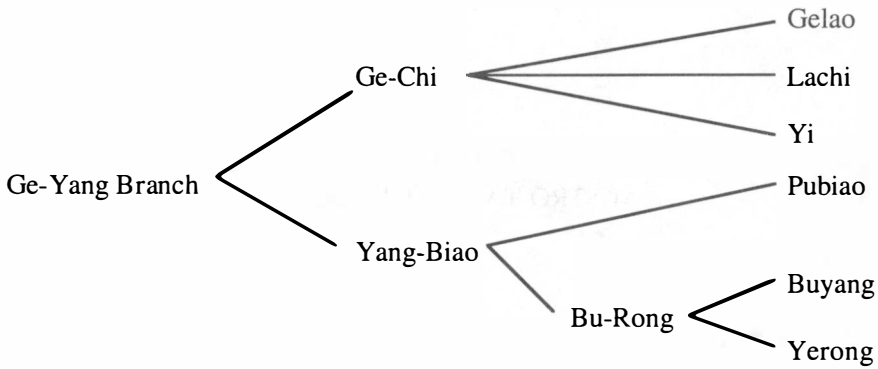 Gelao
Ge-Chi
Lachi
Yi
Ge-Yang Branch
Pubiao
Yang-Biao
Buyang
Bu-Rong
Yerong